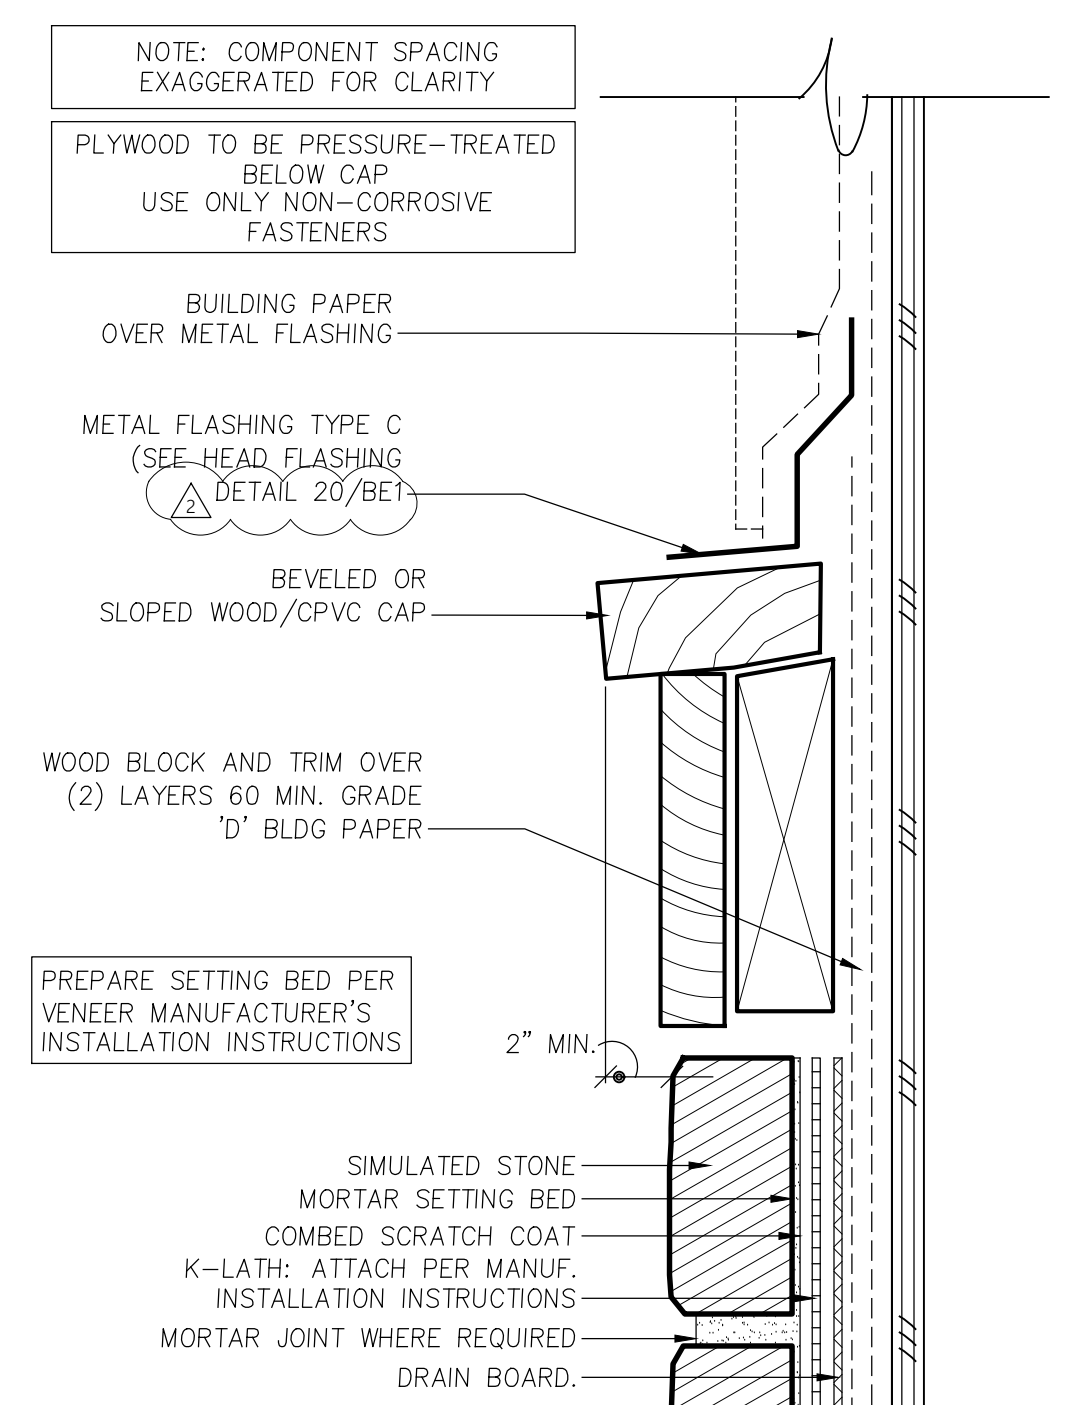 NOTE: COMPONENT SPACING
EXAGGERATED FOR CLARITY
PLYWOOD TO BE PRESSURE-TREATED
BELOW CAP
USE ONLY NON-CORROSIVE
FASTENERS
BUILDING PAPER
OVER METAL FLASHING
METAL FLASHING TYPE C
(SEE HEAD FLASHING
2 DETAIL 20/BE1
BEVELED OR
SLOPED WOOD/CPVC CAP
WOOD BLOCK AND TRIM OVER
(2) LAYERS 60 MIN. GRADE
'D' BLDG PAPER
PREPARE SETTING BED PER
VENEER MANUFACTURER'S
INSTALLATION INSTRUCTIONS
2" MIN.
SIMULATED STONE
MORTAR SETTING BED
COMBED SCRATCH COAT
K-LATH: ATTACH PER MANUF.
INSTALLATION INSTRUCTIONS
MORTAR JOINT WHERE REQUIRED
DRAIN BOARD.